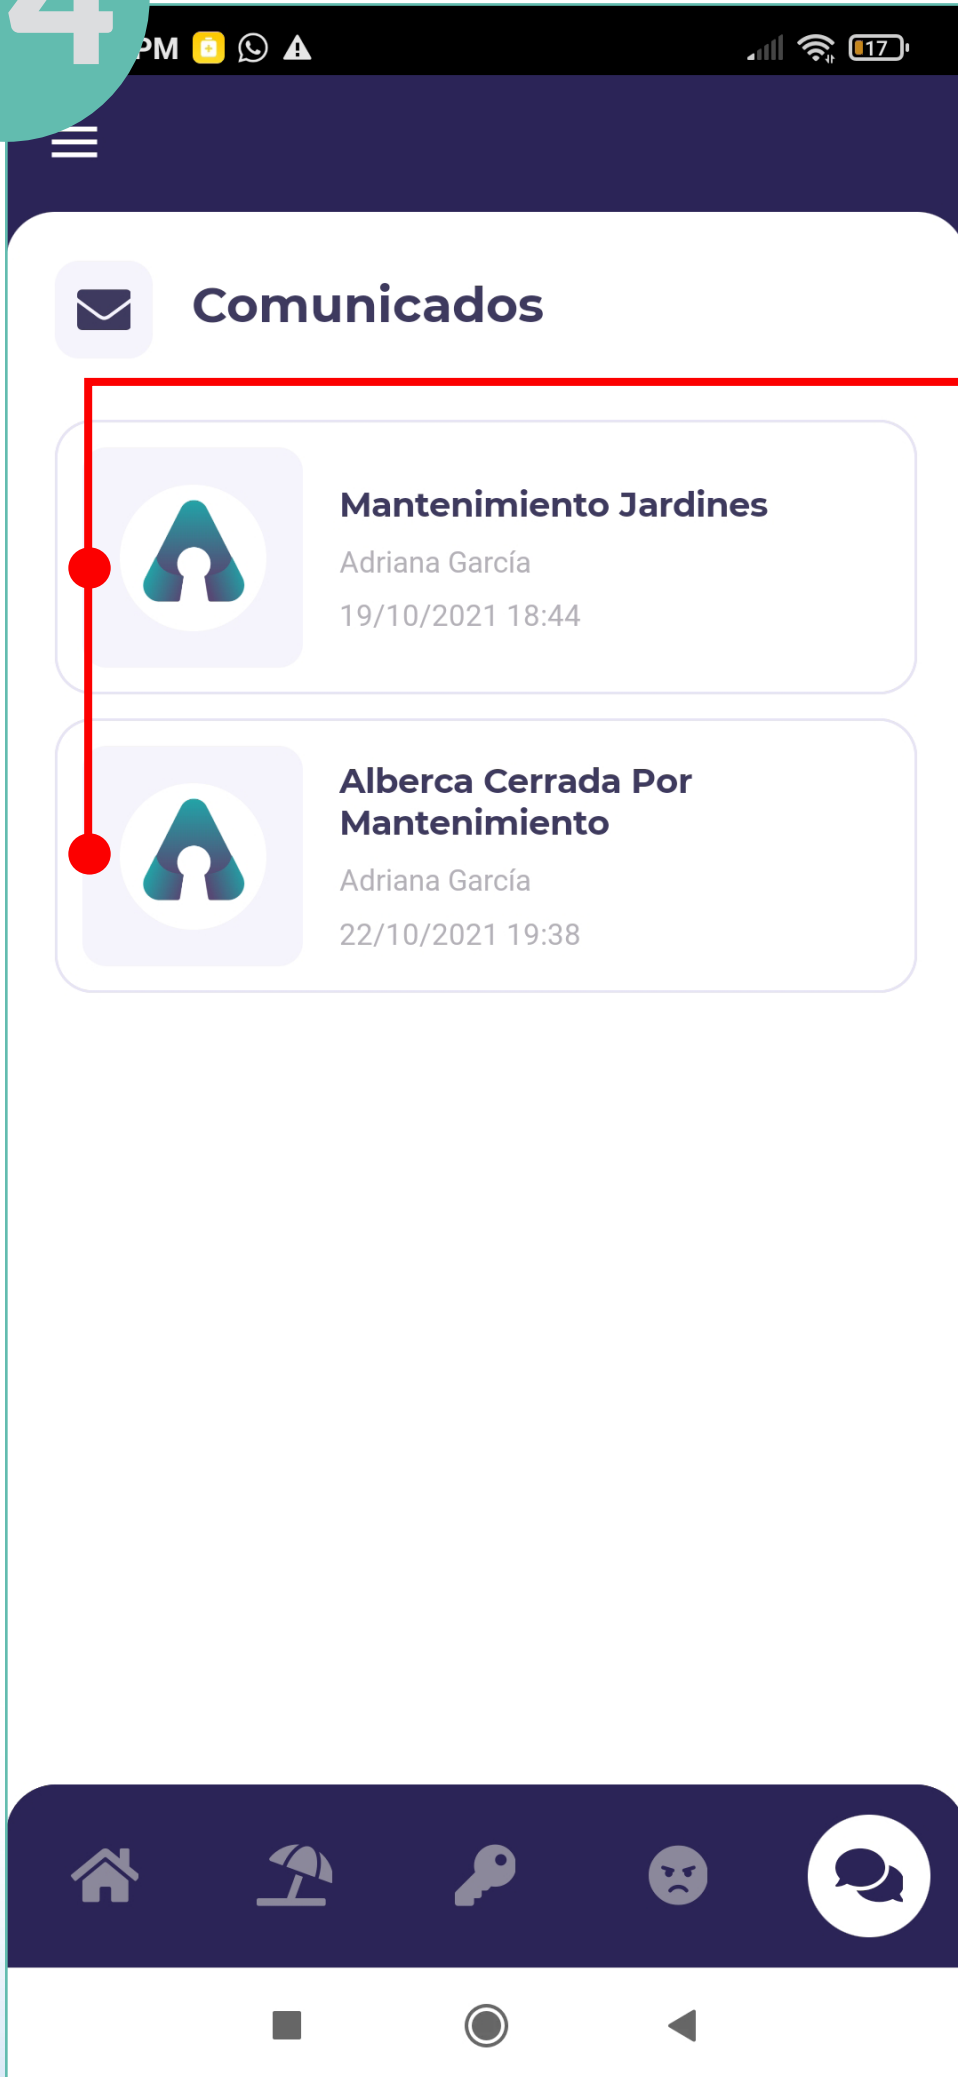 4
PM
17
Comunicados
Mantenimiento Jardines
Adriana García
19/10/2021 18:44
Alberca Cerrada Por
Mantenimiento
Adriana García
22/10/2021 19:38